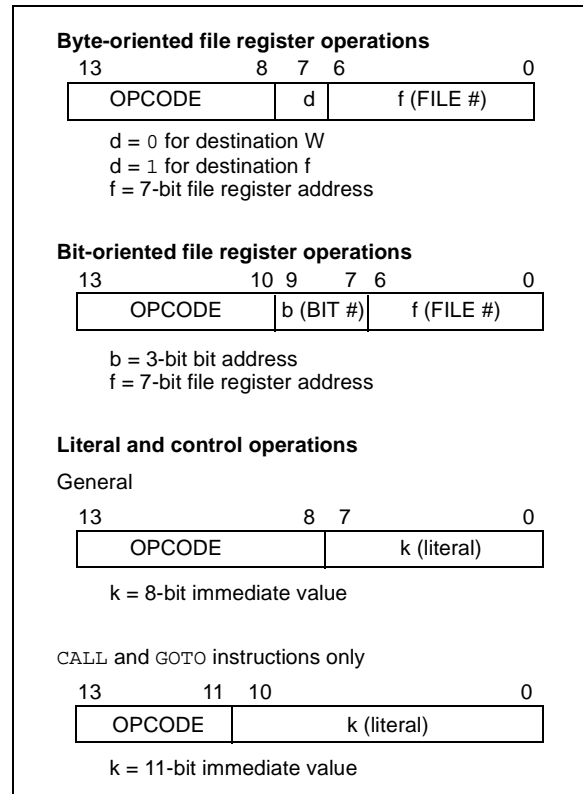 Byte-oriented file register operations
13 8 7 6 0
OPCODE d f (FILE #)
d = 0 for destination W
d = 1 for destination f
f = 7-bit file register address
Bit-oriented file register operations
13 10 9 7 6 0
OPCODE b (BIT #) f (FILE #)
b = 3-bit bit address
f = 7-bit file register address
Literal and control operations
General
13 8 7 0
OPCODE k (literal)
k = 8-bit immediate value
CALL and GOTO instructions only
13 11 10 0
OPCODE k (literal)
k = 11-bit immediate value